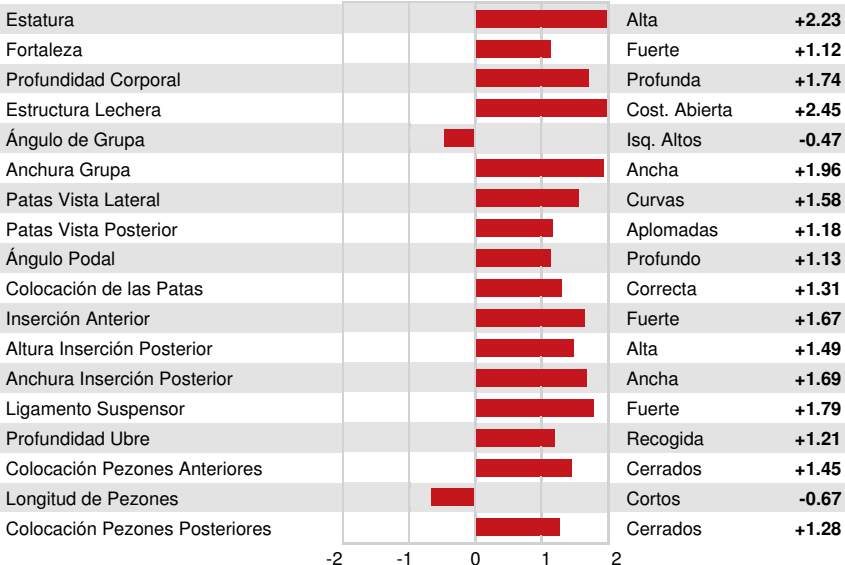 Estatura Alta +2.23
Fortaleza Fuerte +1.12
Profundidad Corporal Profunda +1.74
Estructura Lechera Cost. Abierta +2.45
Ángulo de Grupa Isq. Altos -0.47
Anchura Grupa Ancha +1.96
Patas Vista Lateral Curvas +1.58
Patas Vista Posterior Aplomadas +1.18
Ángulo Podal Profundo +1.13
Colocación de las Patas Correcta +1.31
Inserción Anterior Fuerte +1.67
Altura Inserción Posterior Alta +1.49
Anchura Inserción Posterior Ancha +1.69
Ligamento Suspensor Fuerte +1.79
Profundidad Ubre Recogida +1.21
Colocación Pezones Anteriores Cerrados +1.45
Longitud de Pezones Cortos -0.67
Colocación Pezones Posteriores Cerrados +1.28
-2 -1 0 1 2